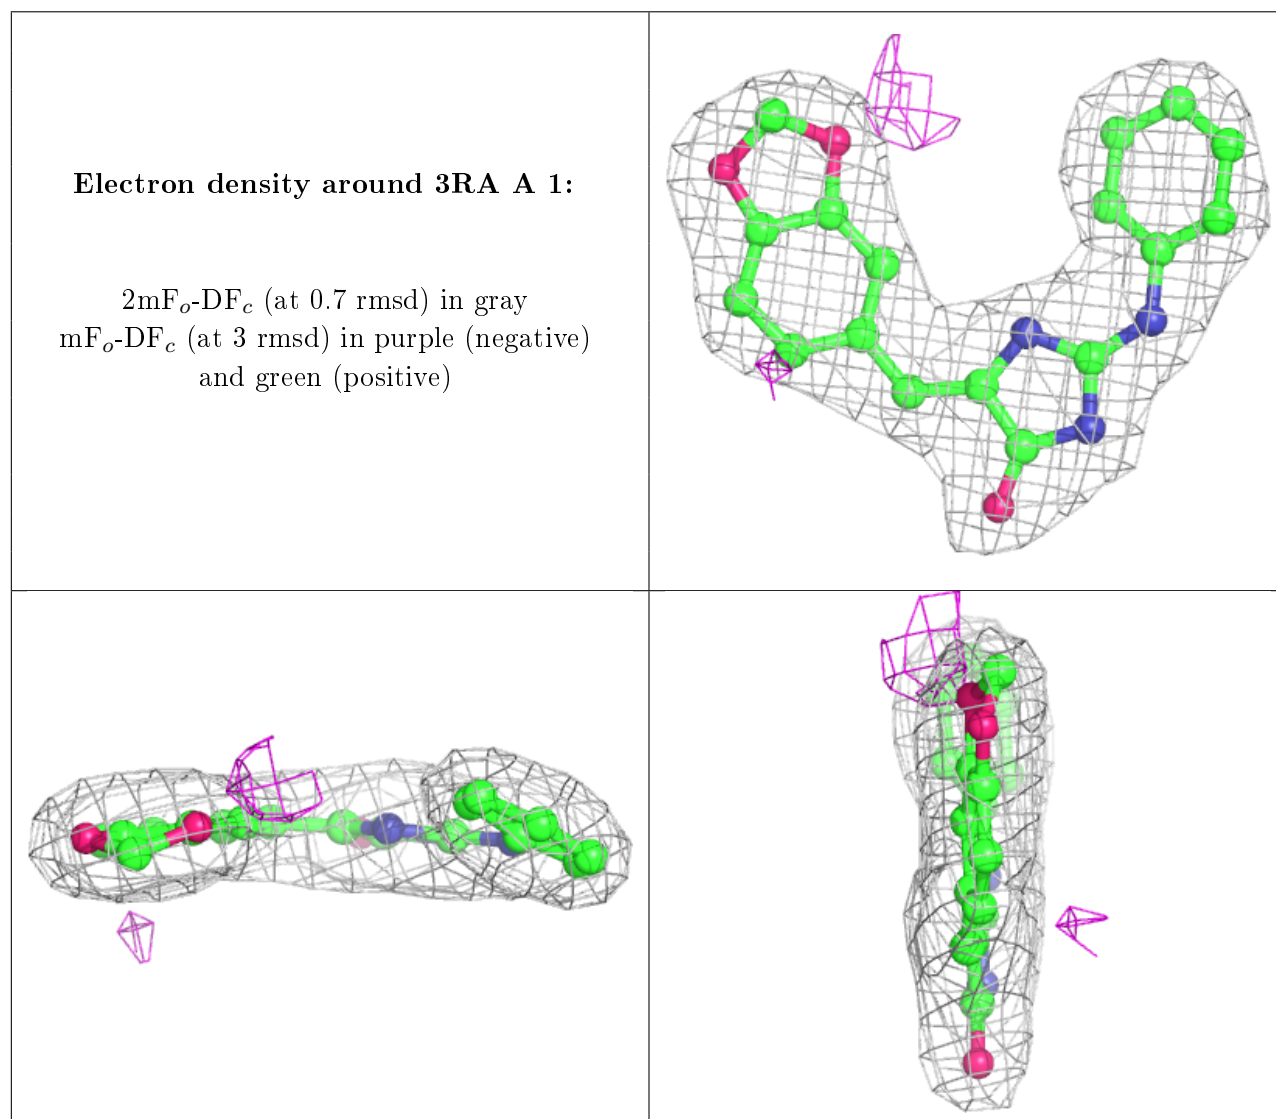 Electron density around 3RA A 1:
2mFo-DFc (at 0.7 rmsd) in gray
mFo-DFc (at 3 rmsd) in purple (negative)
and green (positive)